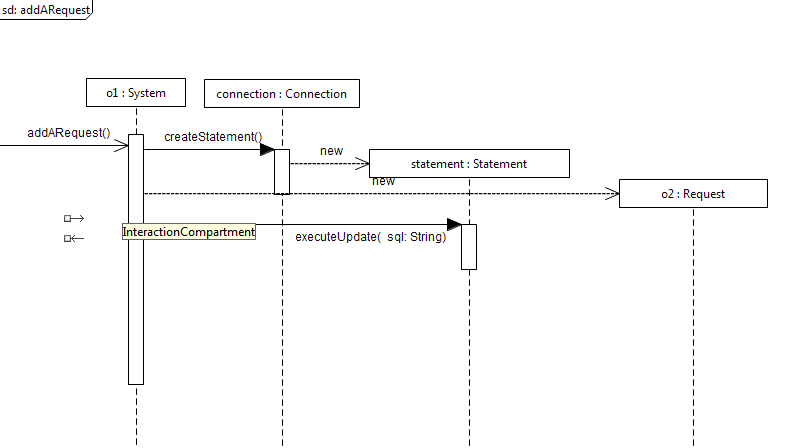 sd: addARequest
o1 : System
connection : Connection
addARequest()
createStatement()
new
statement : Statement
new
o2 : Request
InteractionCompartment
executeUpdate(  sql: String)